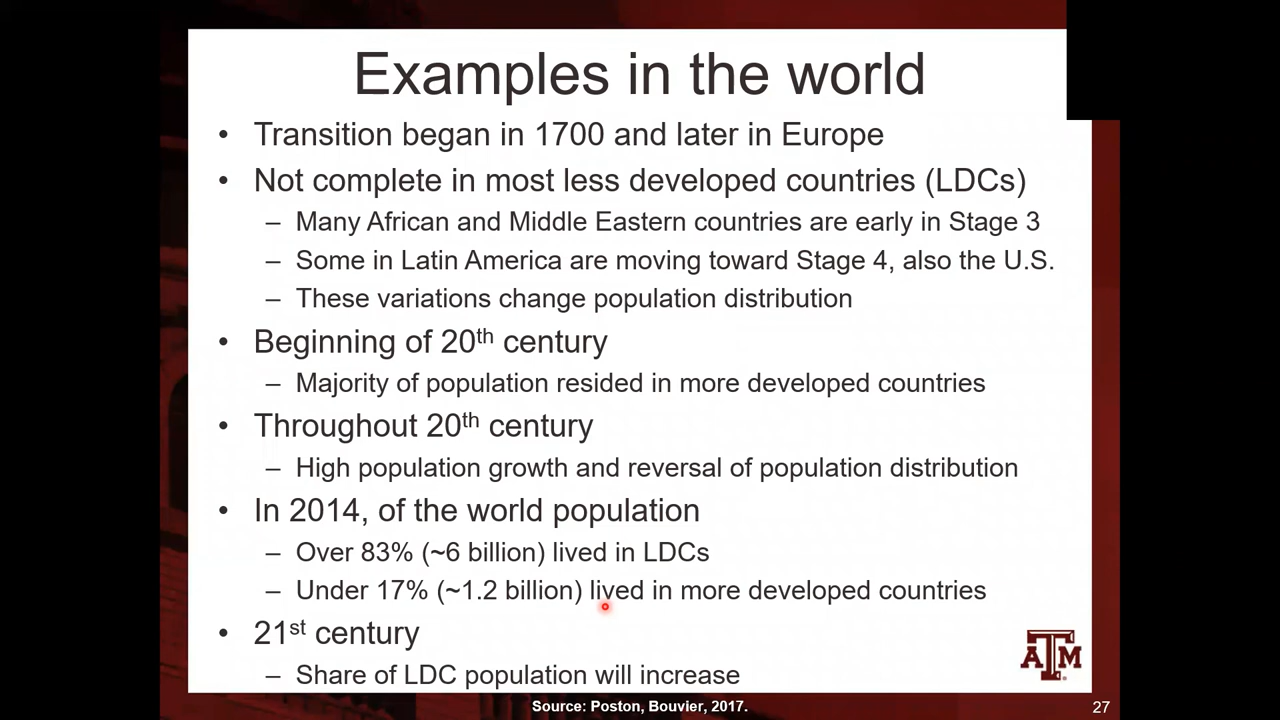 Examples in the world
• Transition began in 1700 and later in Europe
• Not complete in most less developed countries (LDCs)
– Many African and Middle Eastern countries are early in Stage 3
– Some in Latin America are moving toward Stage 4, also the U.S.
– These variations change population distribution
• Beginning of 20th century
– Majority of population resided in more developed countries
• Throughout 20th century
– High population growth and reversal of population distribution
• In 2014, of the world population
– Over 83% (~6 billion) lived in LDCs
– Under 17% (~1.2 billion) lived in more developed countries
• 21st century
– Share of LDC population will increase
ATM
Source: Poston, Bouvier, 2017.
27